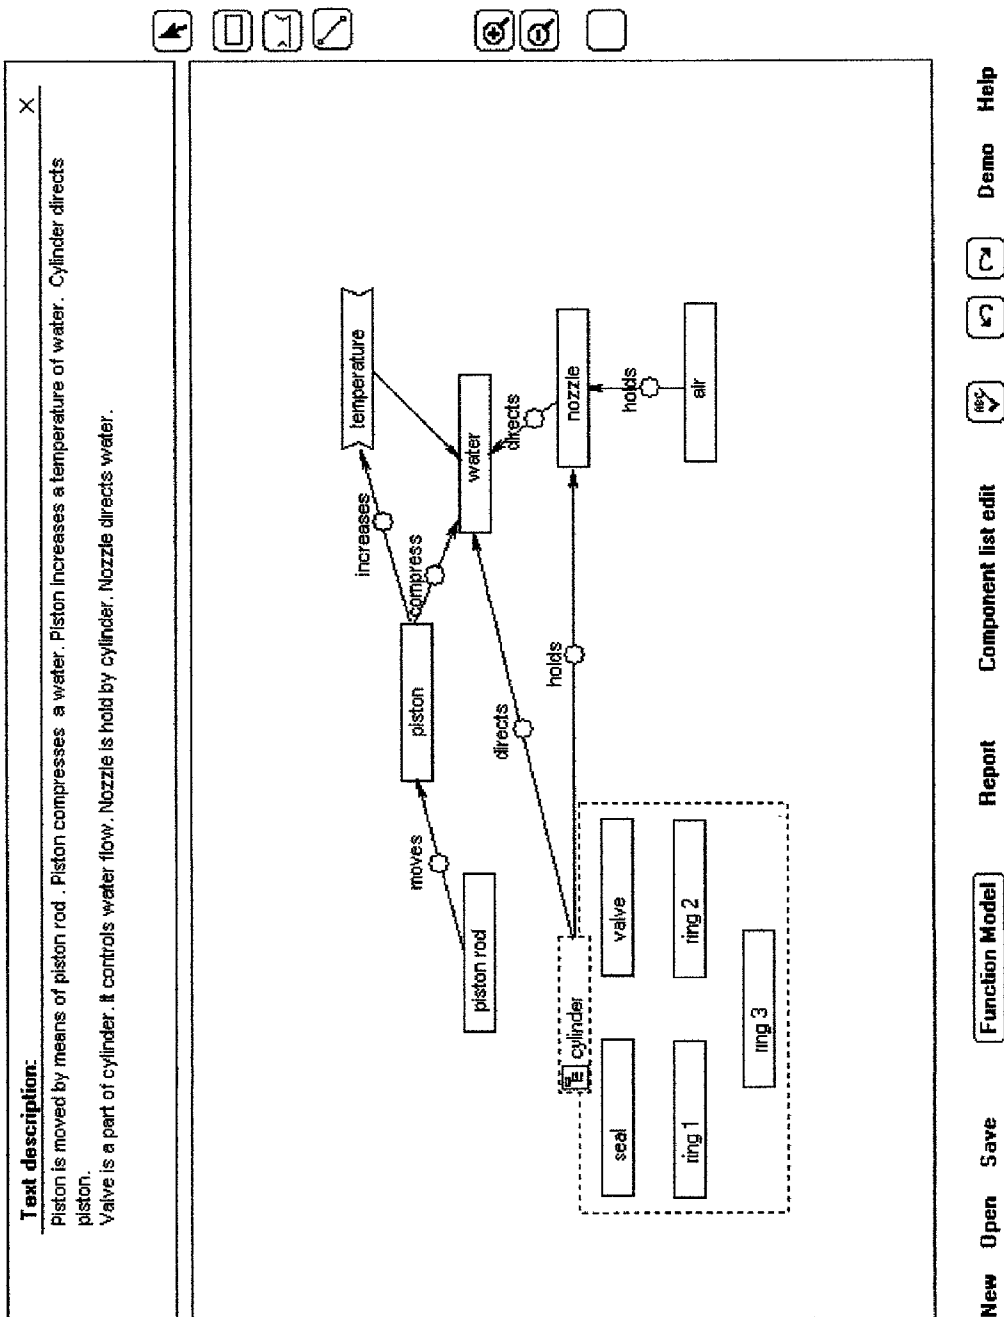 Text description:
Piston is moved by means of piston rod . Piston compresses a water. Piston increases a temperature of water. Cylinder directs
piston.
Valve is a part of cylinder. It controls water flow. Nozzle is hold by cylinder. Nozzle directs water.
temperature
increases
water
compress
directs
piston
nozzle
holds
air
moves
directs
holds
piston rod
cylinder
valve
seal
ring 2
ring 1
ring 3
New Open Save Function Model Report Component list edit ABC Demo Help